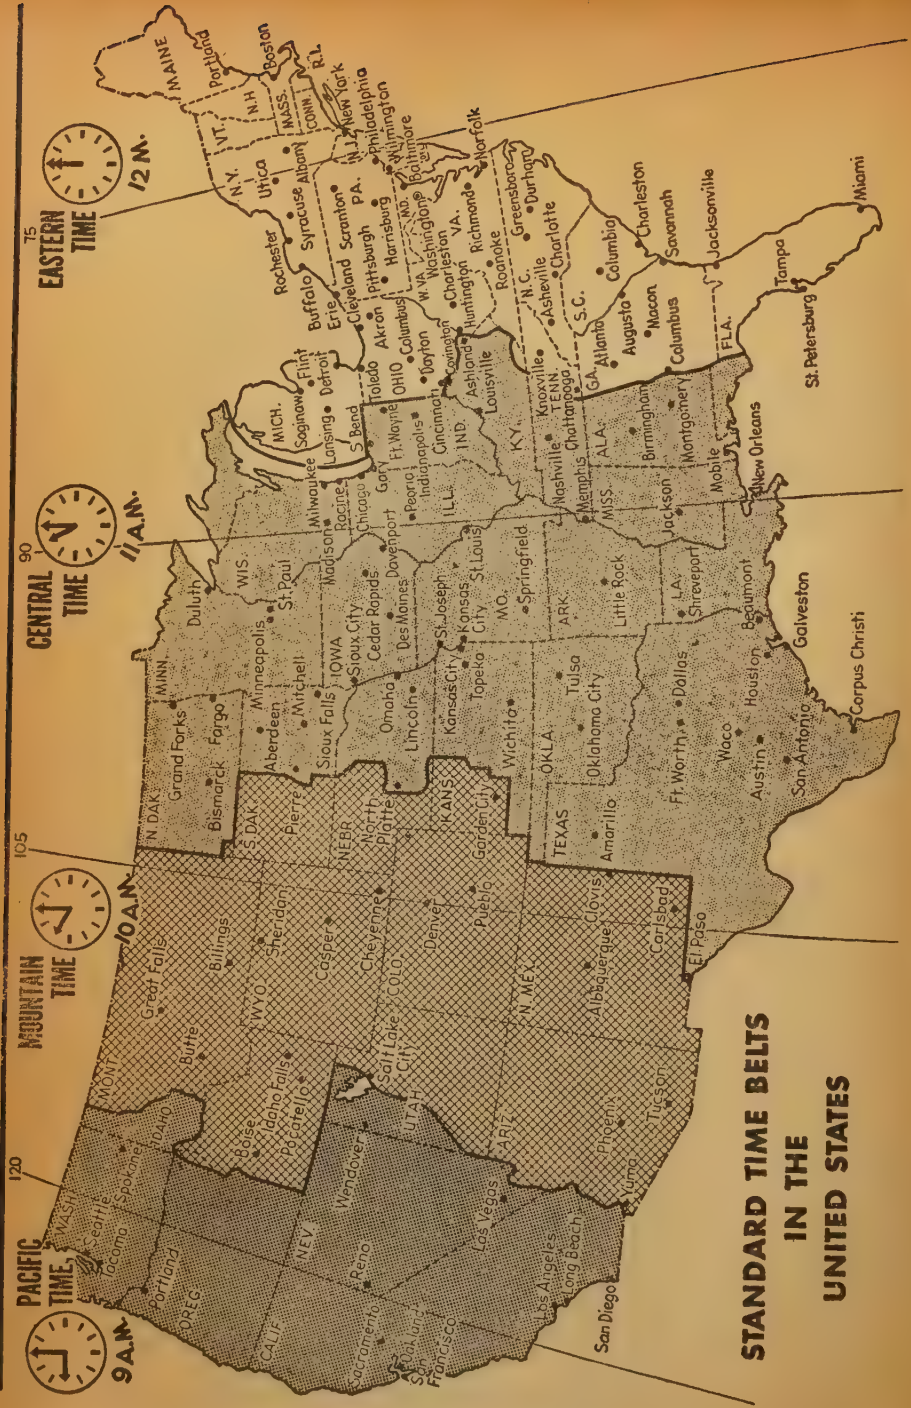 PACIFIC
TIME,
9 A.M.
120
MOUNTAIN
TIME
10 A.M.
105
CENTRAL
TIME
11 A.M.
90
EASTERN
TIME
12 M.
75
WASH.
Seattle
Tacoma
Spokane
IDAHO
Portland
OREG.
CALIF.
NEV.
Sacramento
Reno
Oakland
San
Francisco
Wendover
Las Vegas
Los Angeles
Long Beach
San Diego
MONT.
Great Falls
Butte
Billings
Boise
Idaho Falls
Pocatello
WYO.
Sheridan
Casper
Cheyenne
Salt Lake
City
UTAH
COLO.
Denver
Pueblo
ARIZ.
Phoenix
Tucson
Yuma
N. MEX.
Albuquerque
Clovis
Carlsbad
El Paso
N. DAK.
Grand Forks
Bismarck
Fargo
S. DAK.
Pierre
Aberdeen
Mitchell
Sioux Falls
NEBR.
North
Platte
Omaha
Lincoln
KANS.
Garden City
Wichita
Topeka
Kansas City
OKLA.
Tulsa
Oklahoma City
TEXAS
Amarillo
Ft. Worth
Dallas
Waco
Austin
San Antonio
Houston
Beaumont
Galveston
Corpus Christi
MINN.
Duluth
Minneapolis
St. Paul
WIS.
Madison
Milwaukee
Racine
IOWA
Sioux City
Cedar Rapids
Des Moines
Davenport
St. Joseph
Kansas
City
MO.
St. Louis
Springfield
ARK.
Little Rock
LA.
Shreveport
New Orleans
ILL.
Chicago
Peoria
MICH.
Saginaw
Flint
Lansing
Detroit
S. Bend
Gary
Ft. Wayne
Indianapolis
IND.
Toledo
OHIO
Cleveland
Akron
Columbus
Dayton
Cincinnati
Covington
Ashland
Louisville
KY.
Nashville
Knoxville
TENN.
Chattanooga
Memphis
MISS.
Jackson
ALA.
Birmingham
Montgomery
Mobile
GA.
Atlanta
Augusta
Macon
Columbus
Savannah
FLA.
Jacksonville
Tampa
St. Petersburg
Miami
S.C.
Columbia
Charleston
N.C.
Asheville
Charlotte
Greensboro
Durham
VA.
Roanoke
Richmond
Norfolk
W. VA.
Charleston
Huntington
Washington
MD.
Baltimore
Wilmington
PA.
Erie
Pittsburgh
Harrisburg
Scranton
Philadelphia
N.J.
New York
N.Y.
Buffalo
Rochester
Syracuse
Utica
Albany
CONN.
R.I.
MASS.
Boston
VT.
N.H
MAINE
Portland
STANDARD TIME BELTS
IN THE
UNITED STATES